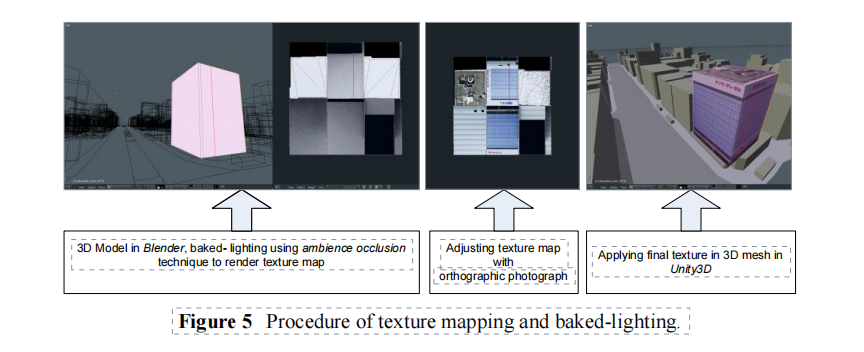 3D Model in Blender, baked- lighting using ambience occlusion
technique to render texture map
Adjusting texture map
with
orthographic photograph
Applying final texture in 3D mesh in
Unity3D
Figure 5 Procedure of texture mapping and baked-lighting.